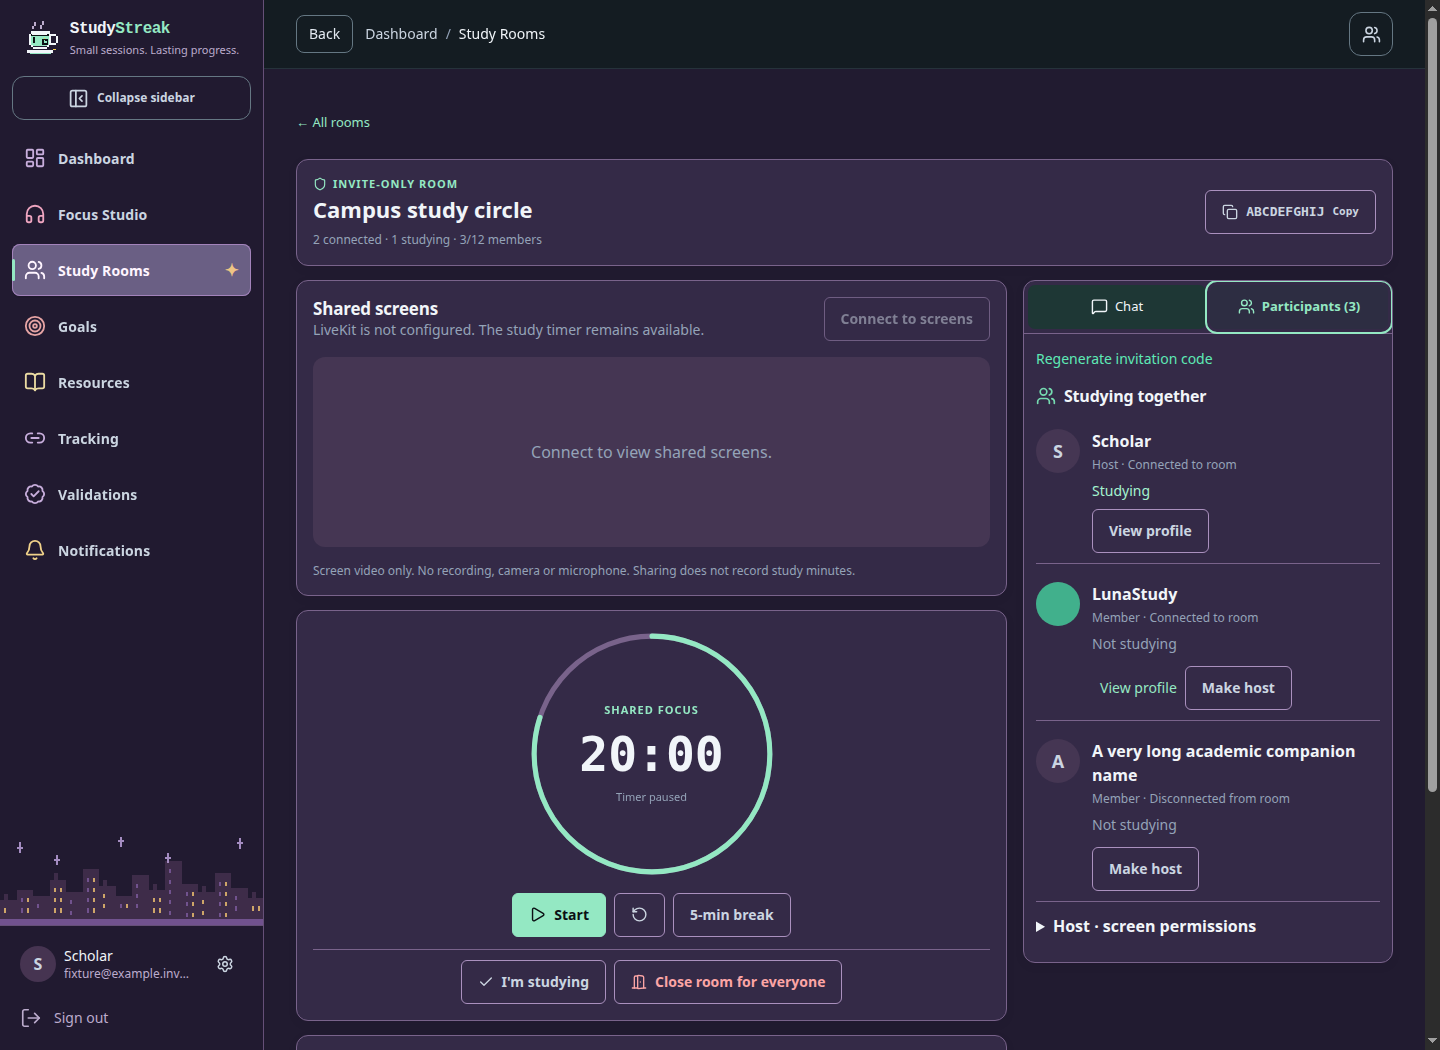 StudyStreak
Small sessions. Lasting progress.
Collapse sidebar
Dashboard
Focus Studio
Study Rooms
Goals
Resources
Tracking
Validations
Notifications
S
Scholar
fixture@example.inv...
Sign out
Back
Dashboard / Study Rooms
← All rooms
INVITE-ONLY ROOM
Campus study circle
2 connected · 1 studying · 3/12 members
ABCDEFGHIJ Copy
Shared screens
LiveKit is not configured. The study timer remains available.
Connect to screens
Connect to view shared screens.
Screen video only. No recording, camera or microphone. Sharing does not record study minutes.
SHARED FOCUS
20:00
Timer paused
Start
5-min break
I'm studying
Close room for everyone
Chat
Participants (3)
Regenerate invitation code
Studying together
S
Scholar
Host · Connected to room
Studying
View profile
LunaStudy
Member · Connected to room
Not studying
View profile
Make host
A
A very long academic companion
name
Member · Disconnected from room
Not studying
Make host
Host · screen permissions